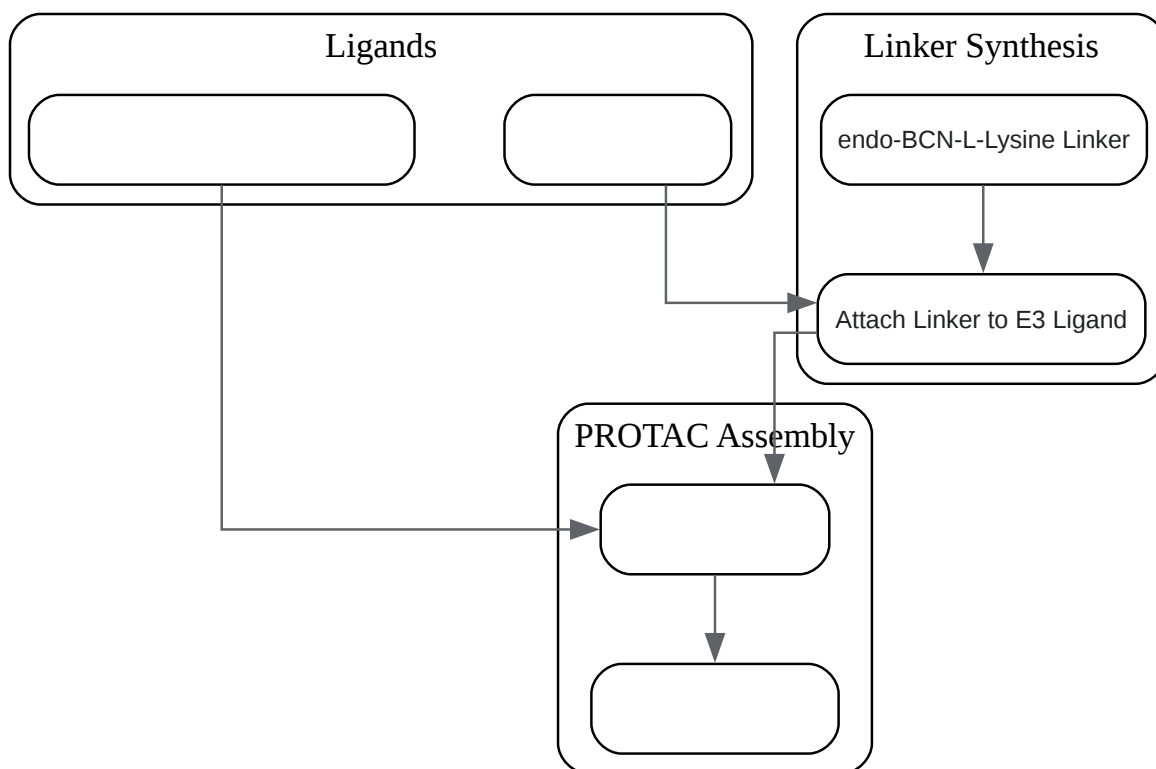 Ligands
Linker Synthesis
endo-BCN-L-Lysine Linker
Attach Linker to E3 Ligand
PROTAC Assembly